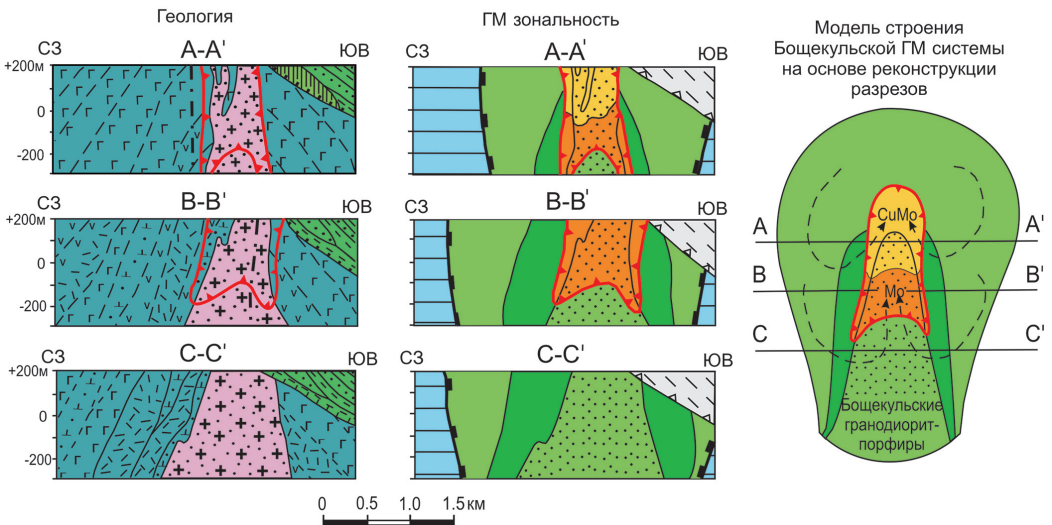 Геология
ГМ зональность
Модель строения
Бощекульской ГМ системы
на основе реконструкции
разрезов
СЗ
А-А'
ЮВ
+200м
0
-200
СЗ
А-А'
ЮВ
В-В'
ЮВ
+200м
0
-200
СЗ
В-В'
ЮВ
СЗ
С-С'
ЮВ
+200м
0
-200
СЗ
С-С'
ЮВ
CuMo
А
А'
В
В'
Mo
С
С'
Бощекульские
гранодиорит-
порфиры
0 0.5 1.0 1.5 км